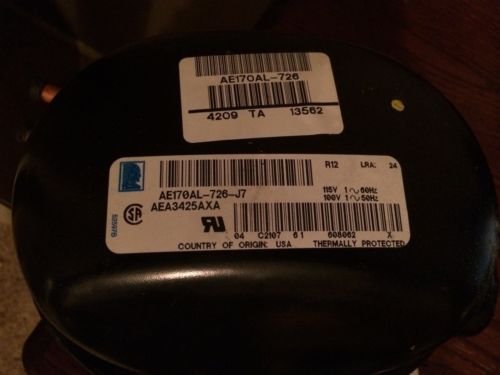 AE170AL-726
4209 TA 13562
R12 LRA: 24
AE170AL-726-J7
115V 1~60Hz
AEA3425AXA
100V 1~50Hz
04 C2107 61 608062 X
COUNTRY OF ORIGIN: USA THERMALLY PROTECTED